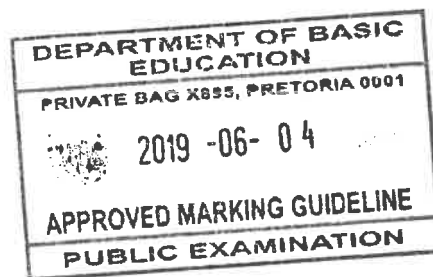 DEPARTMENT OF BASIC
EDUCATION
PRIVATE BAG X895, PRETORIA 0001
2019 -06- 04
APPROVED MARKING GUIDELINE
PUBLIC EXAMINATION